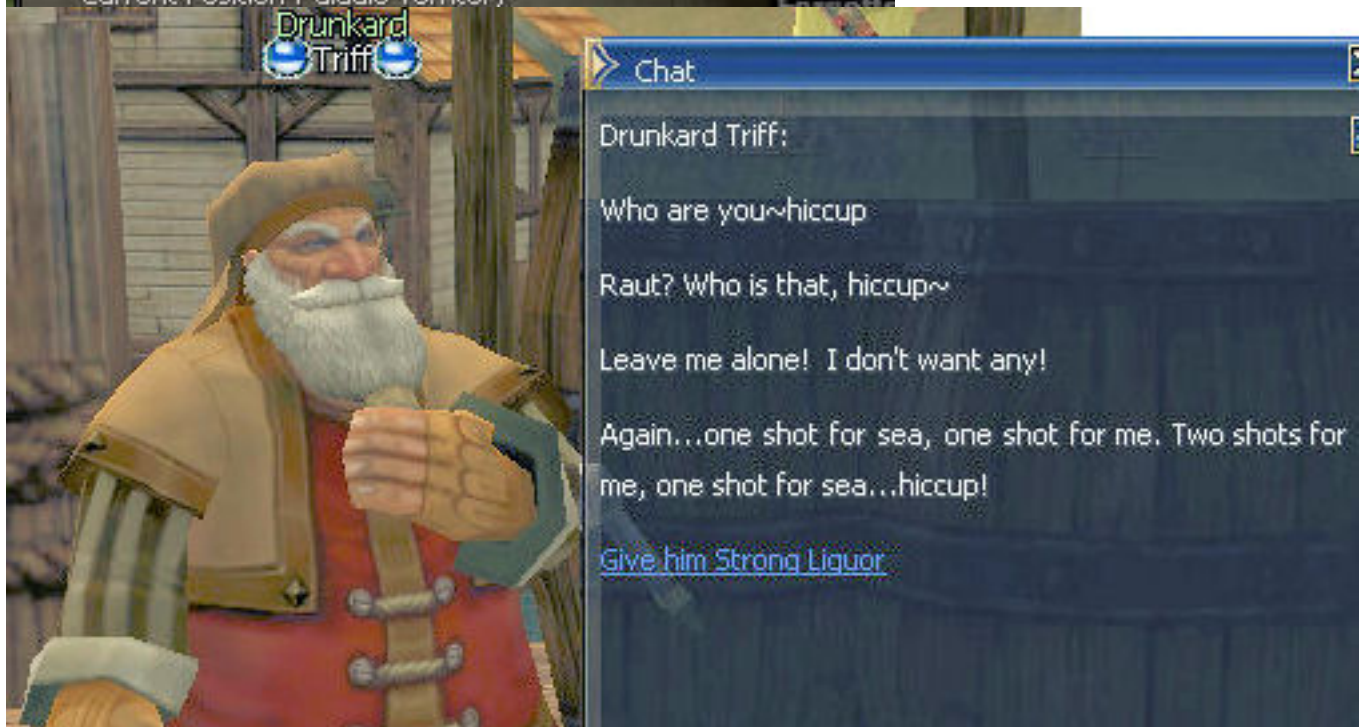 Drunkard
Triff
Chat
Drunkard Triff:
Who are you~hiccup
Raut? Who is that, hiccup~
Leave me alone!  I don't want any!
Again...one shot for sea, one shot for me. Two shots for
me, one shot for sea...hiccup!
Give him Strong Liquor